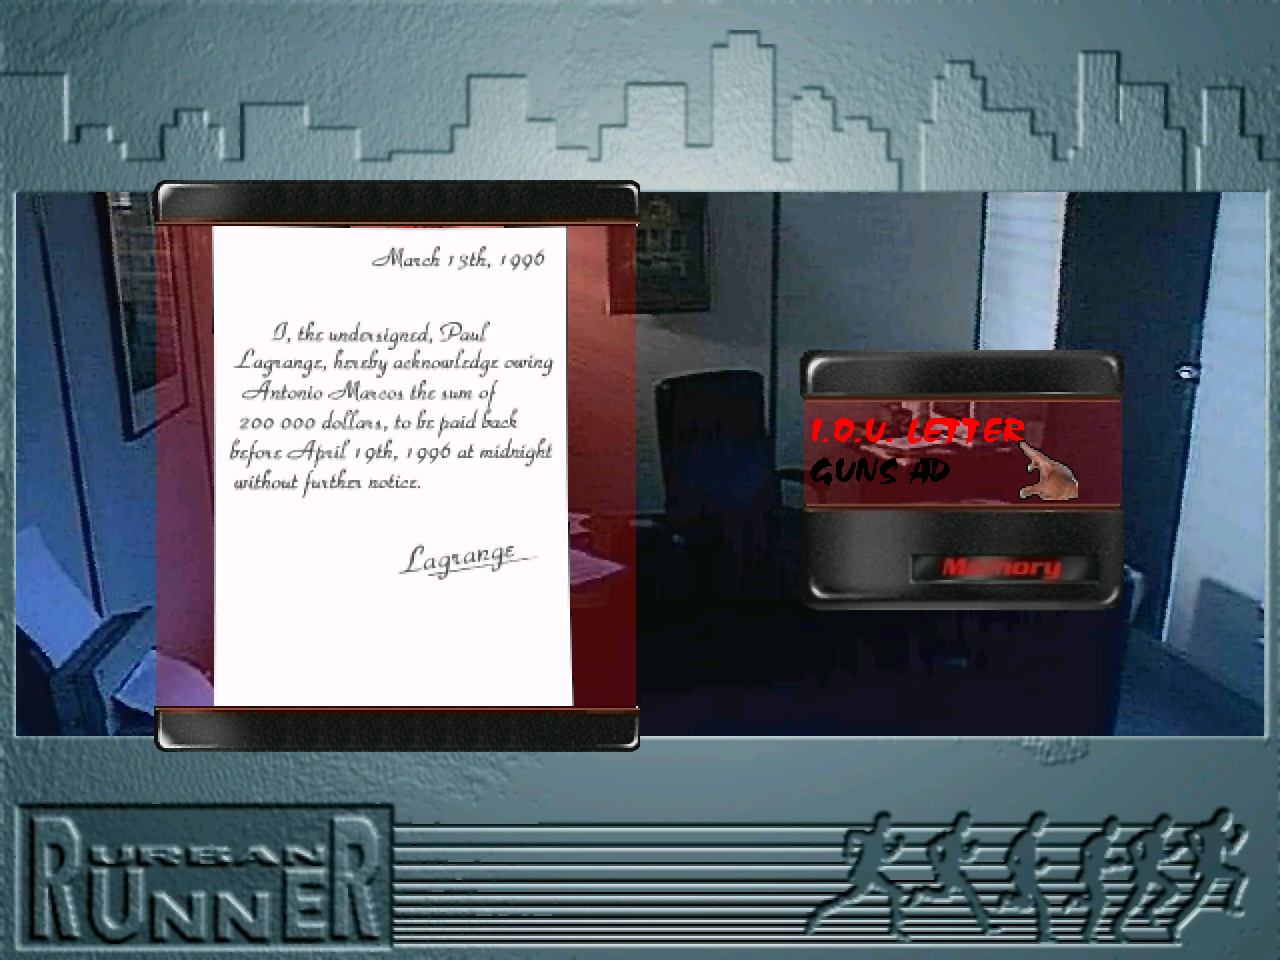 March 13th, 1996
I, the undersigned, Paul
Lagrange, hereby acknowledge owing
Antonio Marcos the sum of
200 000 dollars, to be paid back
before April 19th, 1996 at midnight
without further notice.
Lagrange
I.O.U. LETTER
GUNS AD
Memory
URBAN
RUNNER